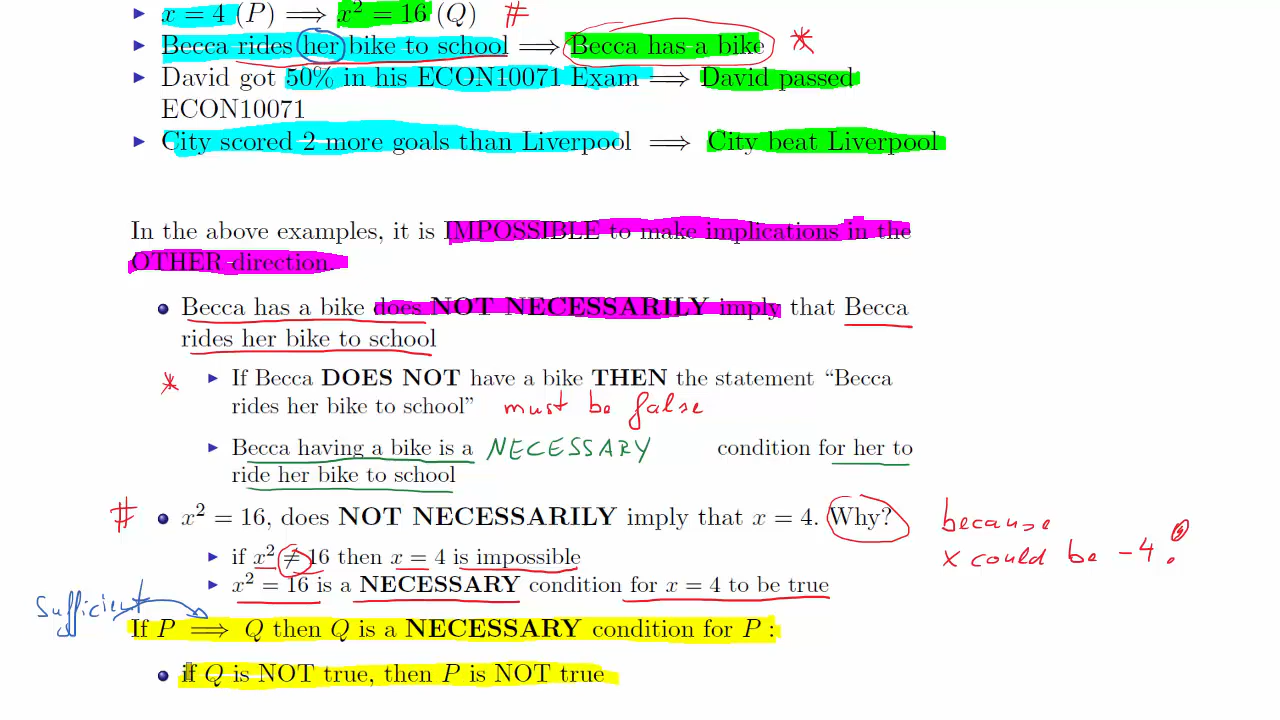 ▶ x = 4 (P) ⟹ x² = 16 (Q) #
▶ Becca rides her bike to school ⟹ Becca has a bike *
▶ David got 50% in his ECON10071 Exam ⟹ David passed
ECON10071
▶ City scored 2 more goals than Liverpool ⟹ City beat Liverpool
In the above examples, it is IMPOSSIBLE to make implications in the
OTHER direction.
• Becca has a bike does NOT NECESSARILY imply that Becca
rides her bike to school
* ▶ If Becca DOES NOT have a bike THEN the statement “Becca
rides her bike to school” must be false
▶ Becca having a bike is a NECESSARY condition for her to
ride her bike to school
# • x² = 16, does NOT NECESSARILY imply that x = 4. Why? because
x could be -4.
▶ if x² ≠ 16 then x = 4 is impossible
▶ x² = 16 is a NECESSARY condition for x = 4 to be true
Sufficient
If P ⟹ Q then Q is a NECESSARY condition for P :
• if Q is NOT true, then P is NOT true